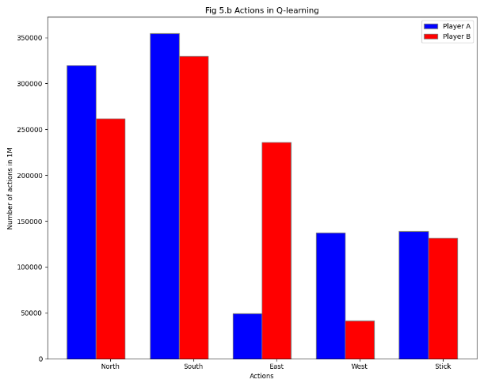 Fig 5.b Actions in Q-learning
Player A
Player B
Number of actions in 1M
350000
300000
250000
200000
150000
100000
50000
0
North South East West Stick
Actions